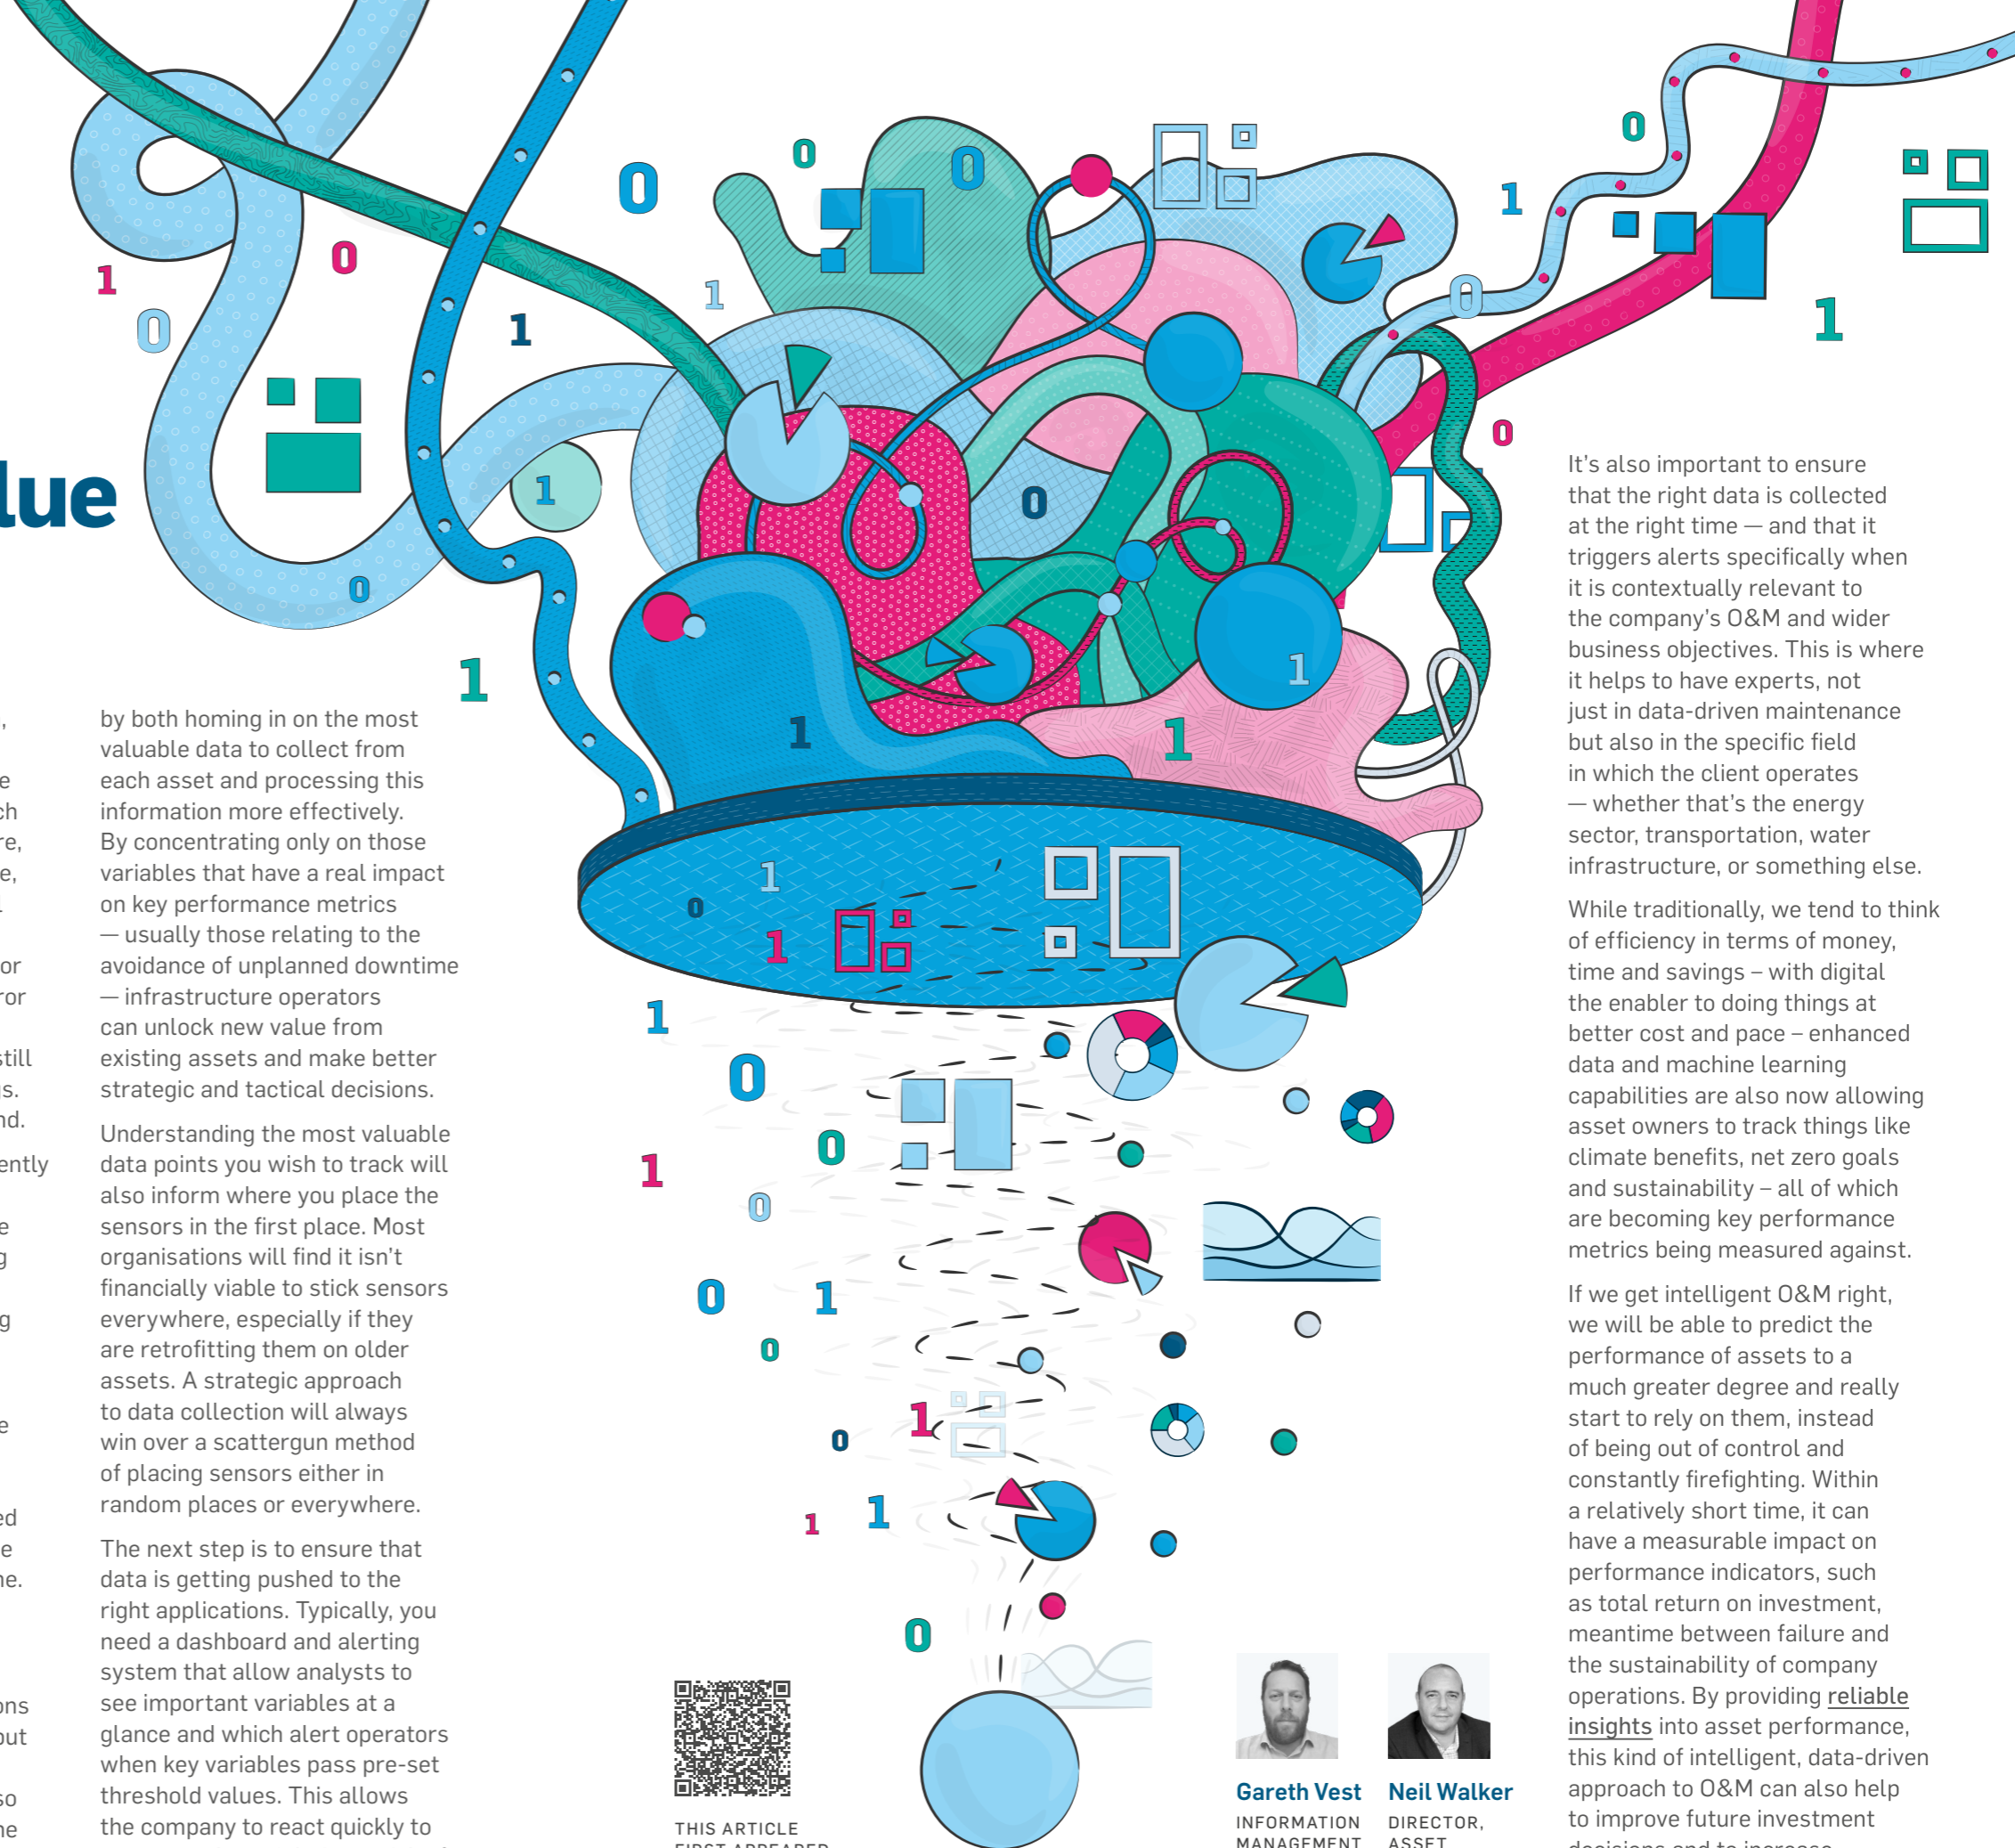 by both homing in on the most
valuable data to collect from
each asset and processing this
information more effectively.
By concentrating only on those
variables that have a real impact
on key performance metrics
— usually those relating to the
avoidance of unplanned downtime
— infrastructure operators
can unlock new value from
existing assets and make better
strategic and tactical decisions.
Understanding the most valuable
data points you wish to track will
also inform where you place the
sensors in the first place. Most
organisations will find it isn't
financially viable to stick sensors
everywhere, especially if they
are retrofitting them on older
assets. A strategic approach
to data collection will always
win over a scattergun method
of placing sensors either in
random places or everywhere.
The next step is to ensure that
data is getting pushed to the
right applications. Typically, you
need a dashboard and alerting
system that allow analysts to
see important variables at a
glance and which alert operators
when key variables pass pre-set
threshold values. This allows
the company to react quickly to
THIS ARTICLE
FIRST APPEARED
Gareth Vest
INFORMATION
MANAGEMENT
Neil Walker
DIRECTOR,
ASSET
It's also important to ensure
that the right data is collected
at the right time — and that it
triggers alerts specifically when
it is contextually relevant to
the company's O&M and wider
business objectives. This is where
it helps to have experts, not
just in data-driven maintenance
but also in the specific field
in which the client operates
— whether that's the energy
sector, transportation, water
infrastructure, or something else.
While traditionally, we tend to think
of efficiency in terms of money,
time and savings – with digital
the enabler to doing things at
better cost and pace – enhanced
data and machine learning
capabilities are also now allowing
asset owners to track things like
climate benefits, net zero goals
and sustainability – all of which
are becoming key performance
metrics being measured against.
If we get intelligent O&M right,
we will be able to predict the
performance of assets to a
much greater degree and really
start to rely on them, instead
of being out of control and
constantly firefighting. Within
a relatively short time, it can
have a measurable impact on
performance indicators, such
as total return on investment,
meantime between failure and
the sustainability of company
operations. By providing reliable
insights into asset performance,
this kind of intelligent, data-driven
approach to O&M can also help
to improve future investment
decisions and to increase